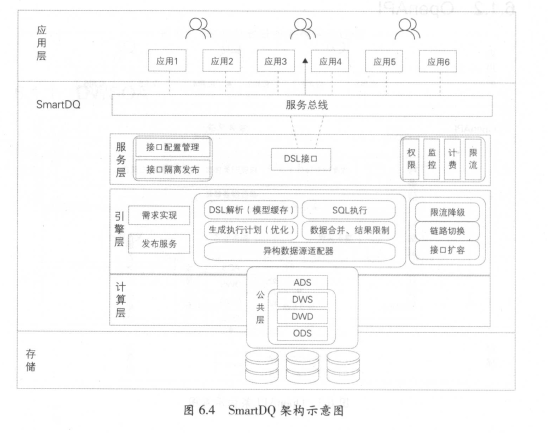 应用层
应用1
应用2
应用3
应用4
应用5
应用6
SmartDQ
服务总线
服务层
接口配置管理
接口隔离发布
DSL接口
权限
监控
计费
限流
引擎层
需求实现
发布服务
DSL解析（模型缓存）
SQL执行
生成执行计划（优化）
数据合并、结果限制
异构数据源适配器
限流降级
链路切换
接口扩容
计算层
公共层
ADS
DWS
DWD
ODS
存储
图 6.4 SmartDQ 架构示意图